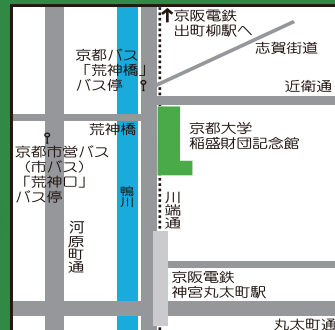 京阪電鉄
出町柳駅へ
志賀街道
京都バス
「荒神橋」
バス停
近衛通
荒神橋
京都大学
稲盛財団記念館
京都市営バス
（市バス）
「荒神口」
バス停
鴨川
川端通
河原町通
京阪電鉄
神宮丸太町駅
丸太町通